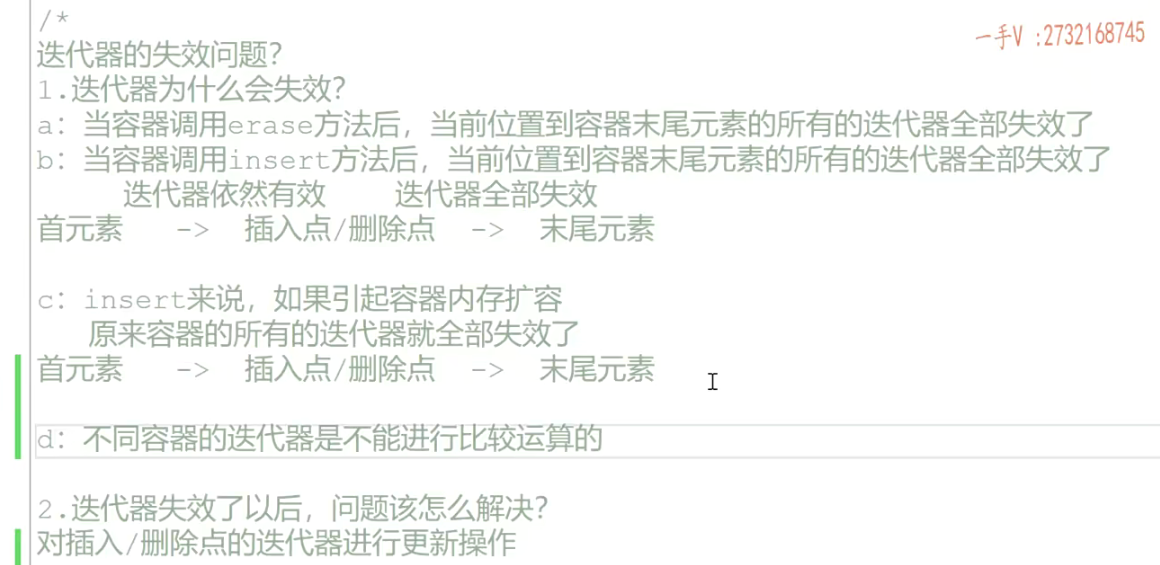 /*
一手V :2732168745
迭代器的失效问题?
1.迭代器为什么会失效?
a: 当容器调用erase方法后，当前位置到容器末尾元素的所有的迭代器全部失效了
b: 当容器调用insert方法后，当前位置到容器末尾元素的所有的迭代器全部失效了
迭代器依然有效 迭代器全部失效
首元素 -> 插入点/删除点 -> 末尾元素
c: insert来说，如果引起容器内存扩容
原来容器的所有的迭代器就全部失效了
首元素 -> 插入点/删除点 -> 末尾元素
d: 不同容器的迭代器是不能进行比较运算的
2.迭代器失效了以后，问题该怎么解决?
对插入/删除点的迭代器进行更新操作